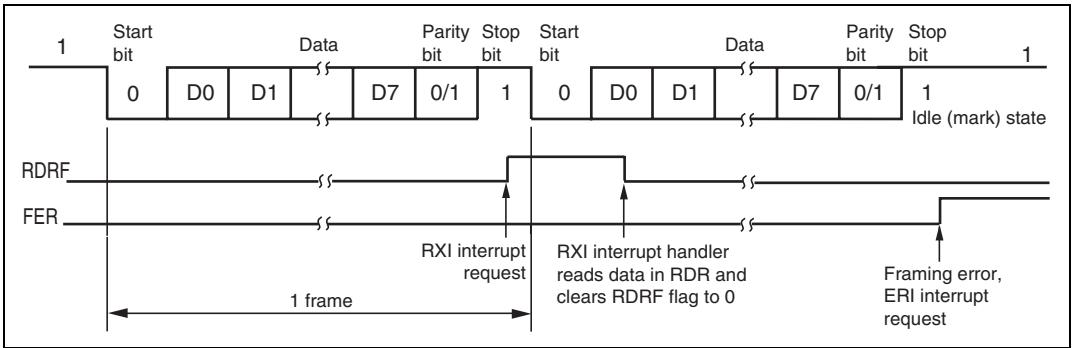 Start bit
Data
Parity bit
Stop bit
Start bit
Data
Parity bit
Stop bit
1
1
0
D0
D1
D7
0/1
1
0
D0
D1
D7
0/1
1
Idle (mark) state
RDRF
FER
RXI interrupt
request
RXI interrupt handler
reads data in RDR and
clears RDRF flag to 0
Framing error,
ERI interrupt
request
1 frame